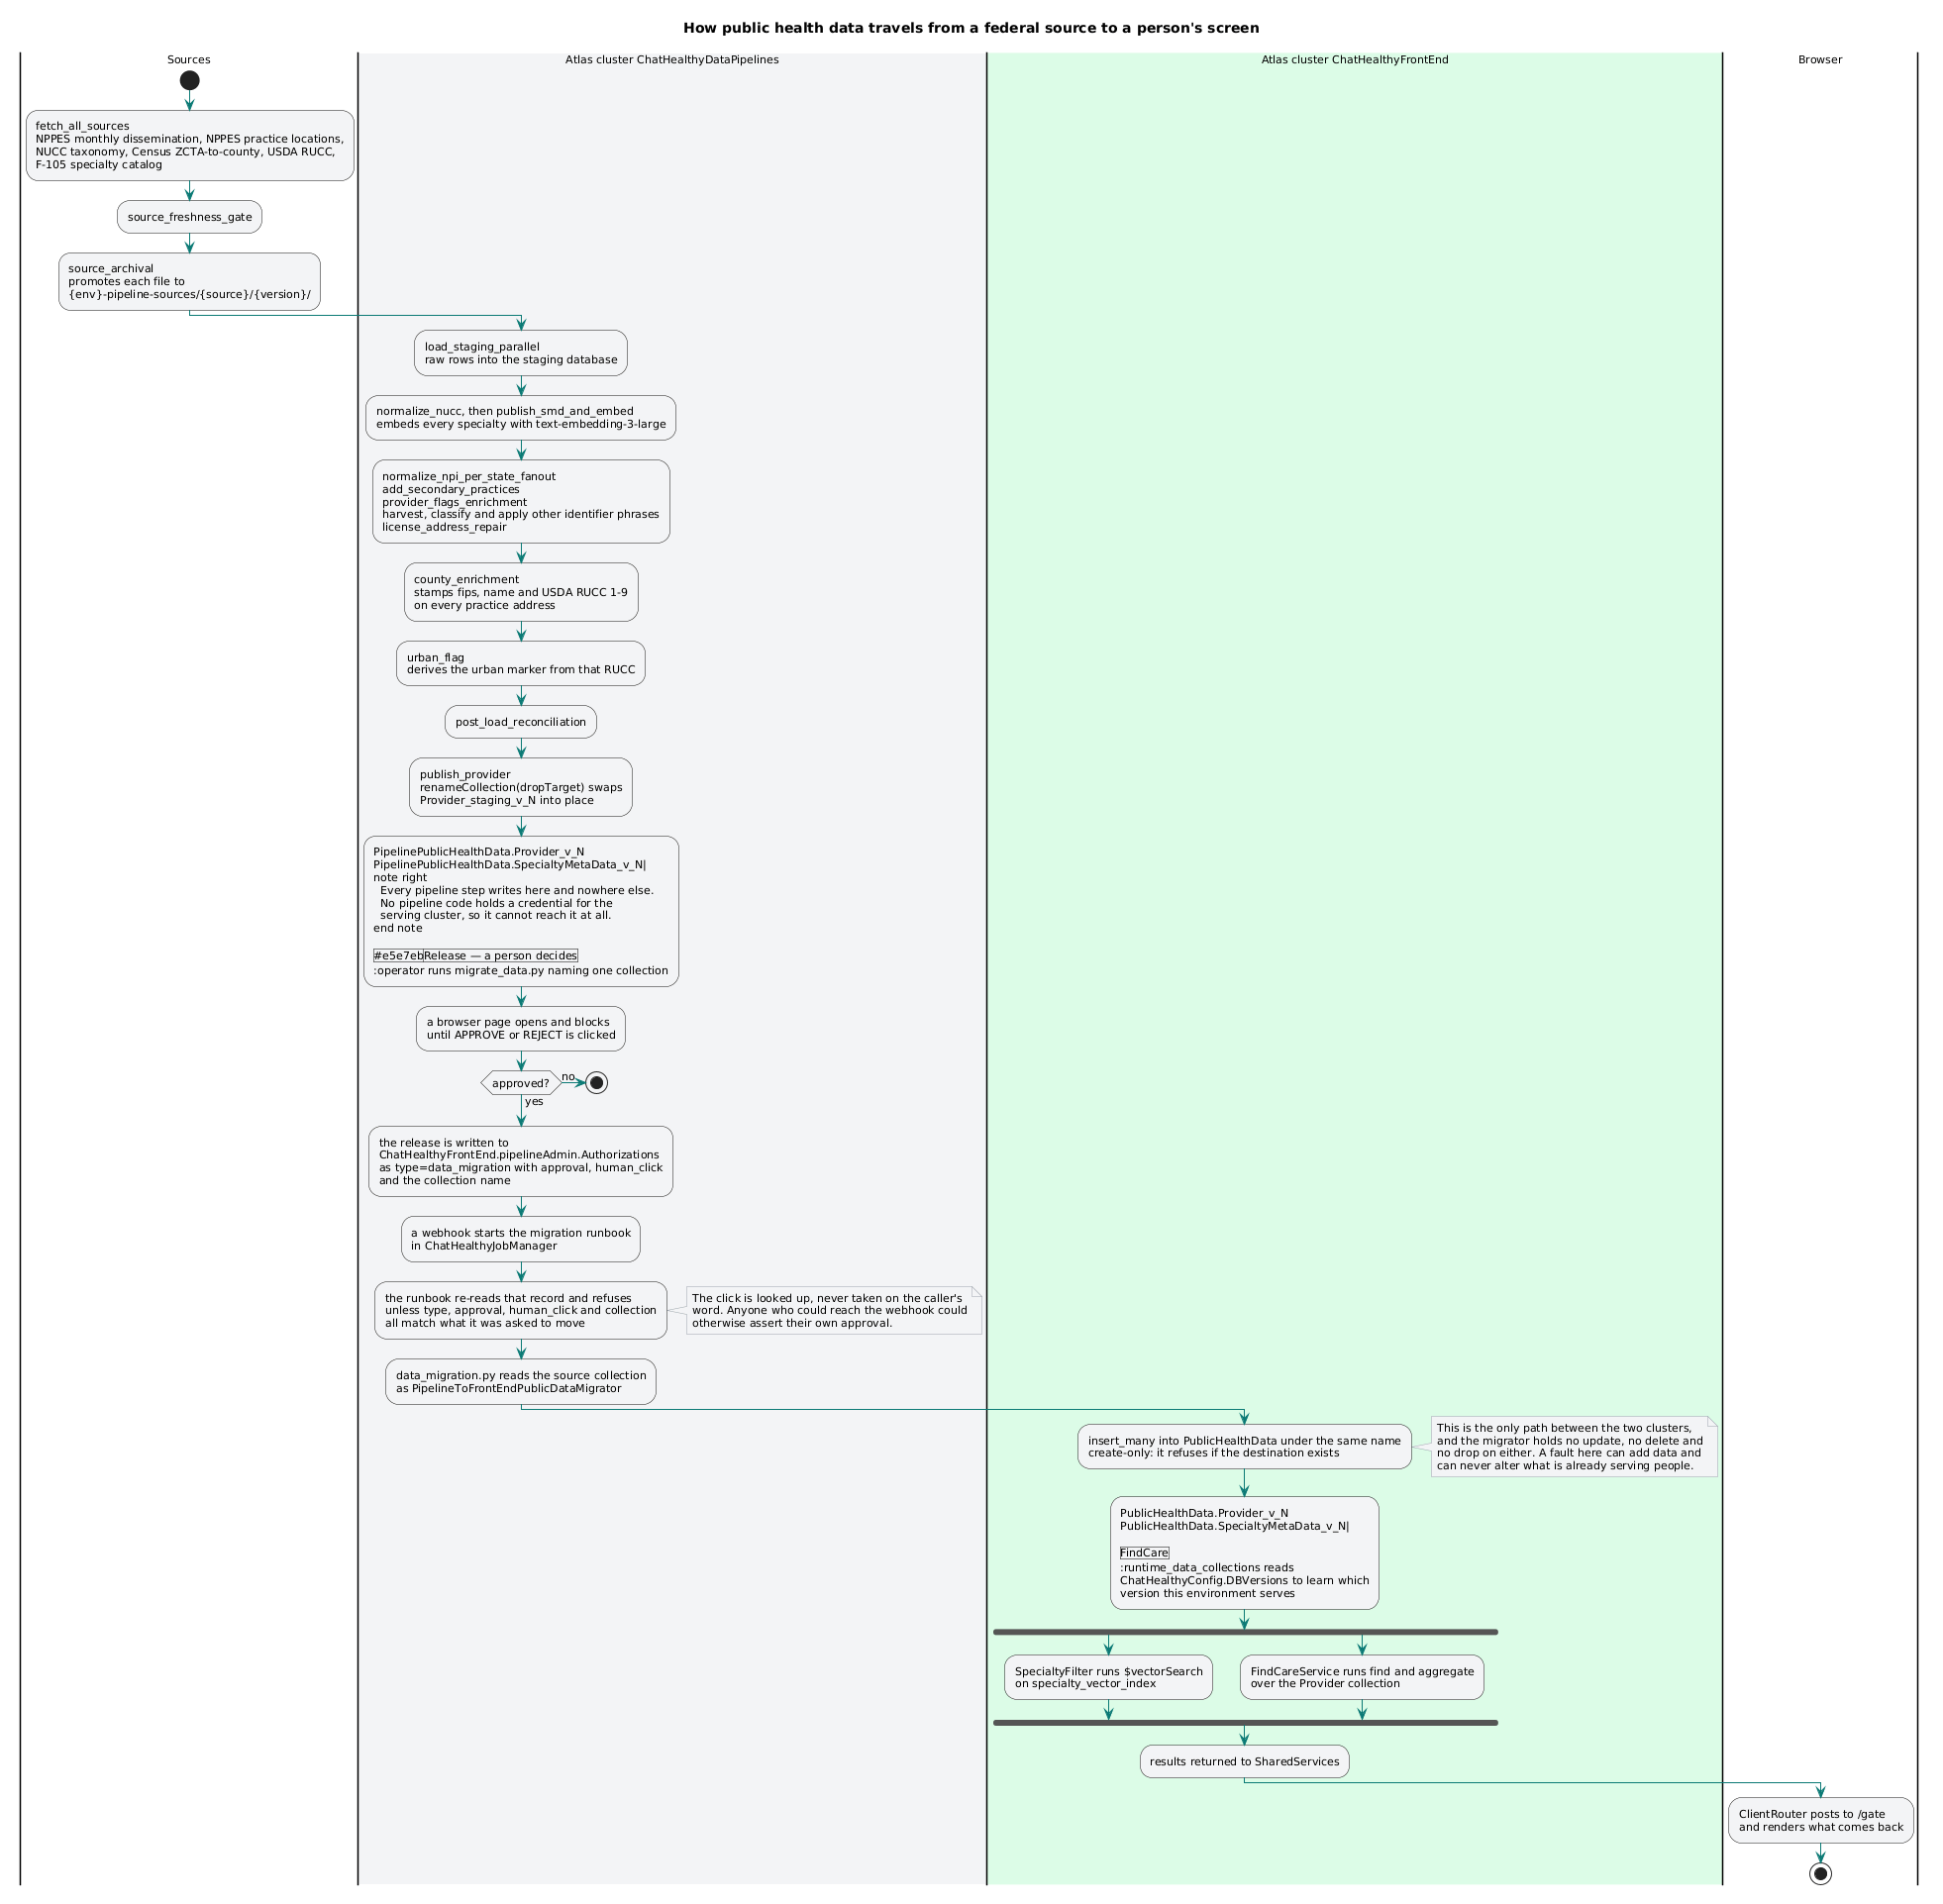 How public health data travels from a federal source to a person's screen
Sources
Atlas cluster ChatHealthyDataPipelines
Atlas cluster ChatHealthyFrontEnd
Browser
fetch_all_sources
NPPES monthly dissemination, NPPES practice locations,
NUCC taxonomy, Census ZCTA-to-county, USDA RUCC,
F-105 specialty catalog
source_freshness_gate
source_archival
promotes each file to
{env}-pipeline-sources/{source}/{version}/
load_staging_parallel
raw rows into the staging database
normalize_nucc, then publish_smd_and_embed
embeds every specialty with text-embedding-3-large
normalize_npi_per_state_fanout
add_secondary_practices
provider_flags_enrichment
harvest, classify and apply other identifier phrases
license_address_repair
county_enrichment
stamps fips, name and USDA RUCC 1-9
on every practice address
urban_flag
derives the urban marker from that RUCC
post_load_reconciliation
publish_provider
renameCollection(dropTarget) swaps
Provider_staging_v_N into place
PipelinePublicHealthData.Provider_v_N
PipelinePublicHealthData.SpecialtyMetaData_v_N|
note right
Every pipeline step writes here and nowhere else.
No pipeline code holds a credential for the
serving cluster, so it cannot reach it at all.
end note
#e5e7eb|Release — a person decides
:operator runs migrate_data.py naming one collection
a browser page opens and blocks
until APPROVE or REJECT is clicked
approved?
no
yes
the release is written to
ChatHealthyFrontEnd.pipelineAdmin.Authorizations
as type=data_migration with approval, human_click
and the collection name
a webhook starts the migration runbook
in ChatHealthyJobManager
the runbook re-reads that record and refuses
unless type, approval, human_click and collection
all match what it was asked to move
The click is looked up, never taken on the caller's
word. Anyone who could reach the webhook could
otherwise assert their own approval.
data_migration.py reads the source collection
as PipelineToFrontEndPublicDataMigrator
insert_many into PublicHealthData under the same name
create-only: it refuses if the destination exists
This is the only path between the two clusters,
and the migrator holds no update, no delete and
no drop on either. A fault here can add data and
can never alter what is already serving people.
PublicHealthData.Provider_v_N
PublicHealthData.SpecialtyMetaData_v_N|
FindCare
:runtime_data_collections reads
ChatHealthyConfig.DBVersions to learn which
version this environment serves
SpecialtyFilter runs $vectorSearch
on specialty_vector_index
FindCareService runs find and aggregate
over the Provider collection
results returned to SharedServices
ClientRouter posts to /gate
and renders what comes back